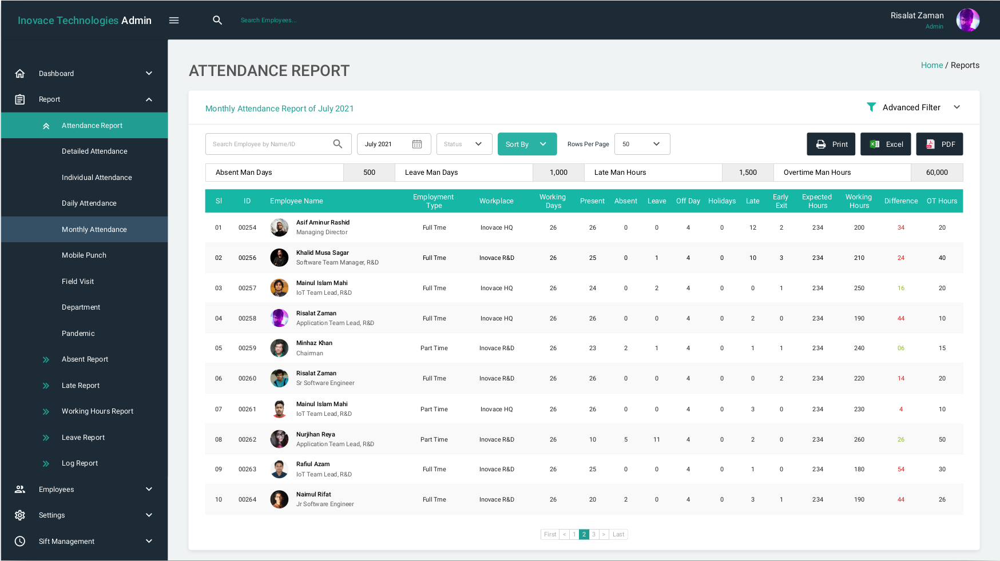 Inovace Technologies Admin
Search Employees...
Risalat Zaman
Admin
Dashboard
Report
Attendance Report
Detailed Attendance
Individual Attendance
Daily Attendance
Monthly Attendance
Mobile Punch
Field Visit
Department
Pandemic
Absent Report
Late Report
Working Hours Report
Leave Report
Log Report
Employees
Settings
Sift Management
ATTENDANCE REPORT
Home / Reports
Monthly Attendance Report of July 2021
Advanced Filter
Search Employee by Name/ID
July 2021
Status
Sort By
Rows Per Page
50
Print
Excel
PDF
Absent Man Days 500 Leave Man Days 1,000 Late Man Hours 1,500 Overtime Man Hours 60,000
Sl ID Employee Name Employment Type Workplace Working Days Present Absent Leave Off Day Holidays Late Early Exit Expected Hours Working Hours Difference OT Hours
01 00254 Asif Aminur Rashid Full Tme Inovace HQ 26 26 0 0 4 0 12 2 234 200 34 20
Managing Director
02 00256 Khalid Musa Sagar Full Tme Inovace R&D 26 25 0 1 4 0 10 3 234 210 24 40
Software Team Manager, R&D
03 00257 Mainul Islam Mahi Full Tme Inovace HQ 26 24 0 2 4 0 0 1 234 250 16 20
IoT Team Lead, R&D
04 00258 Risalat Zaman Full Tme Inovace HQ 26 26 0 0 4 0 2 0 234 190 44 10
Application Team Lead, R&D
05 00259 Minhaz Khan Part Time Inovace R&D 26 23 2 1 4 0 1 1 234 240 06 15
Chairman
06 00260 Risalat Zaman Full Tme Inovace R&D 26 26 0 0 4 0 0 2 234 220 14 20
Sr Software Engineer
07 00261 Mainul Islam Mahi Part Time Inovace HQ 26 26 0 0 4 0 3 0 234 230 4 10
IoT Team Lead, R&D
08 00262 Nurjihan Reya Part Time Inovace R&D 26 10 5 11 4 0 2 0 234 260 26 50
Application Team Lead, R&D
09 00263 Rafiul Azam Full Tme Inovace R&D 26 25 0 0 4 0 1 0 234 180 54 30
IoT Team Lead, R&D
10 00264 Naimul Rifat Full Tme Inovace R&D 26 20 2 0 4 0 3 1 234 190 44 26
Jr Software Engineer
First < 1 2 3 > Last